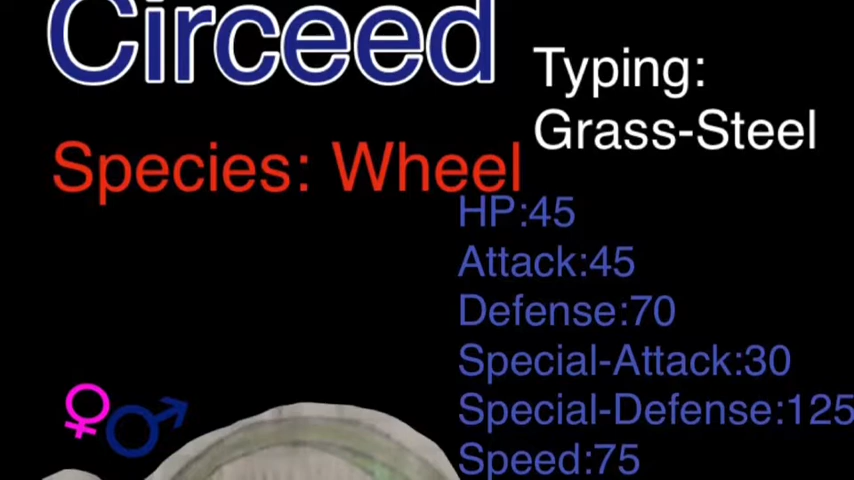 Circeed
Typing:
Grass-Steel
Species: Wheel
HP:45
Attack:45
Defense:70
Special-Attack:30
Special-Defense:125
Speed:75